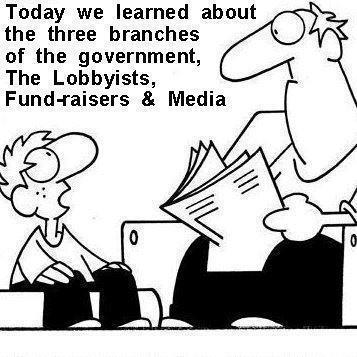 Today we learned about
the three branches
of the government,
The Lobbyists,
Fund-raisers & Media